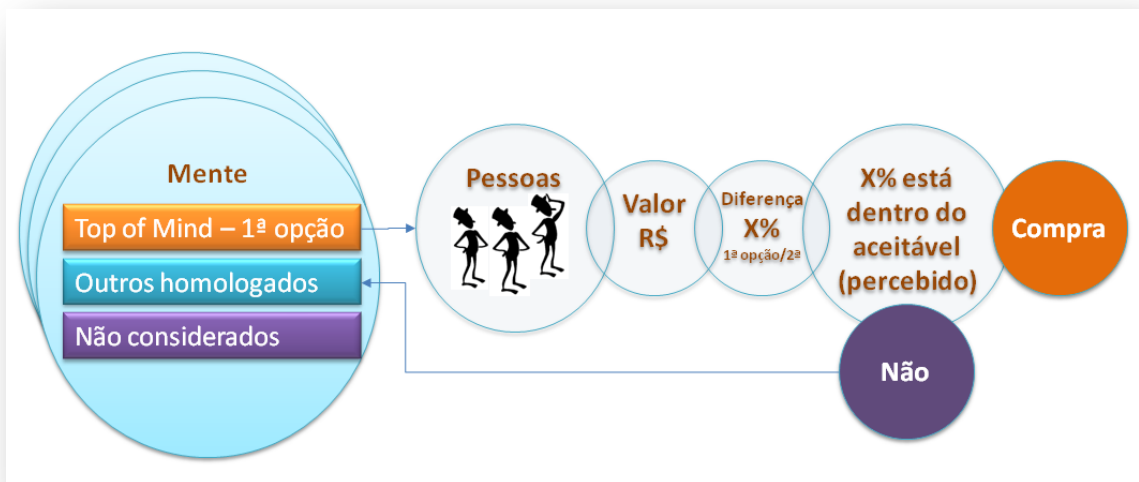 Mente
Top of Mind – 1ª opção
Outros homologados
Não considerados
Pessoas
Valor
R$
Diferença
X%
1ª opção/2ª
X% está
dentro do
aceitável
(percebido)
Compra
Não